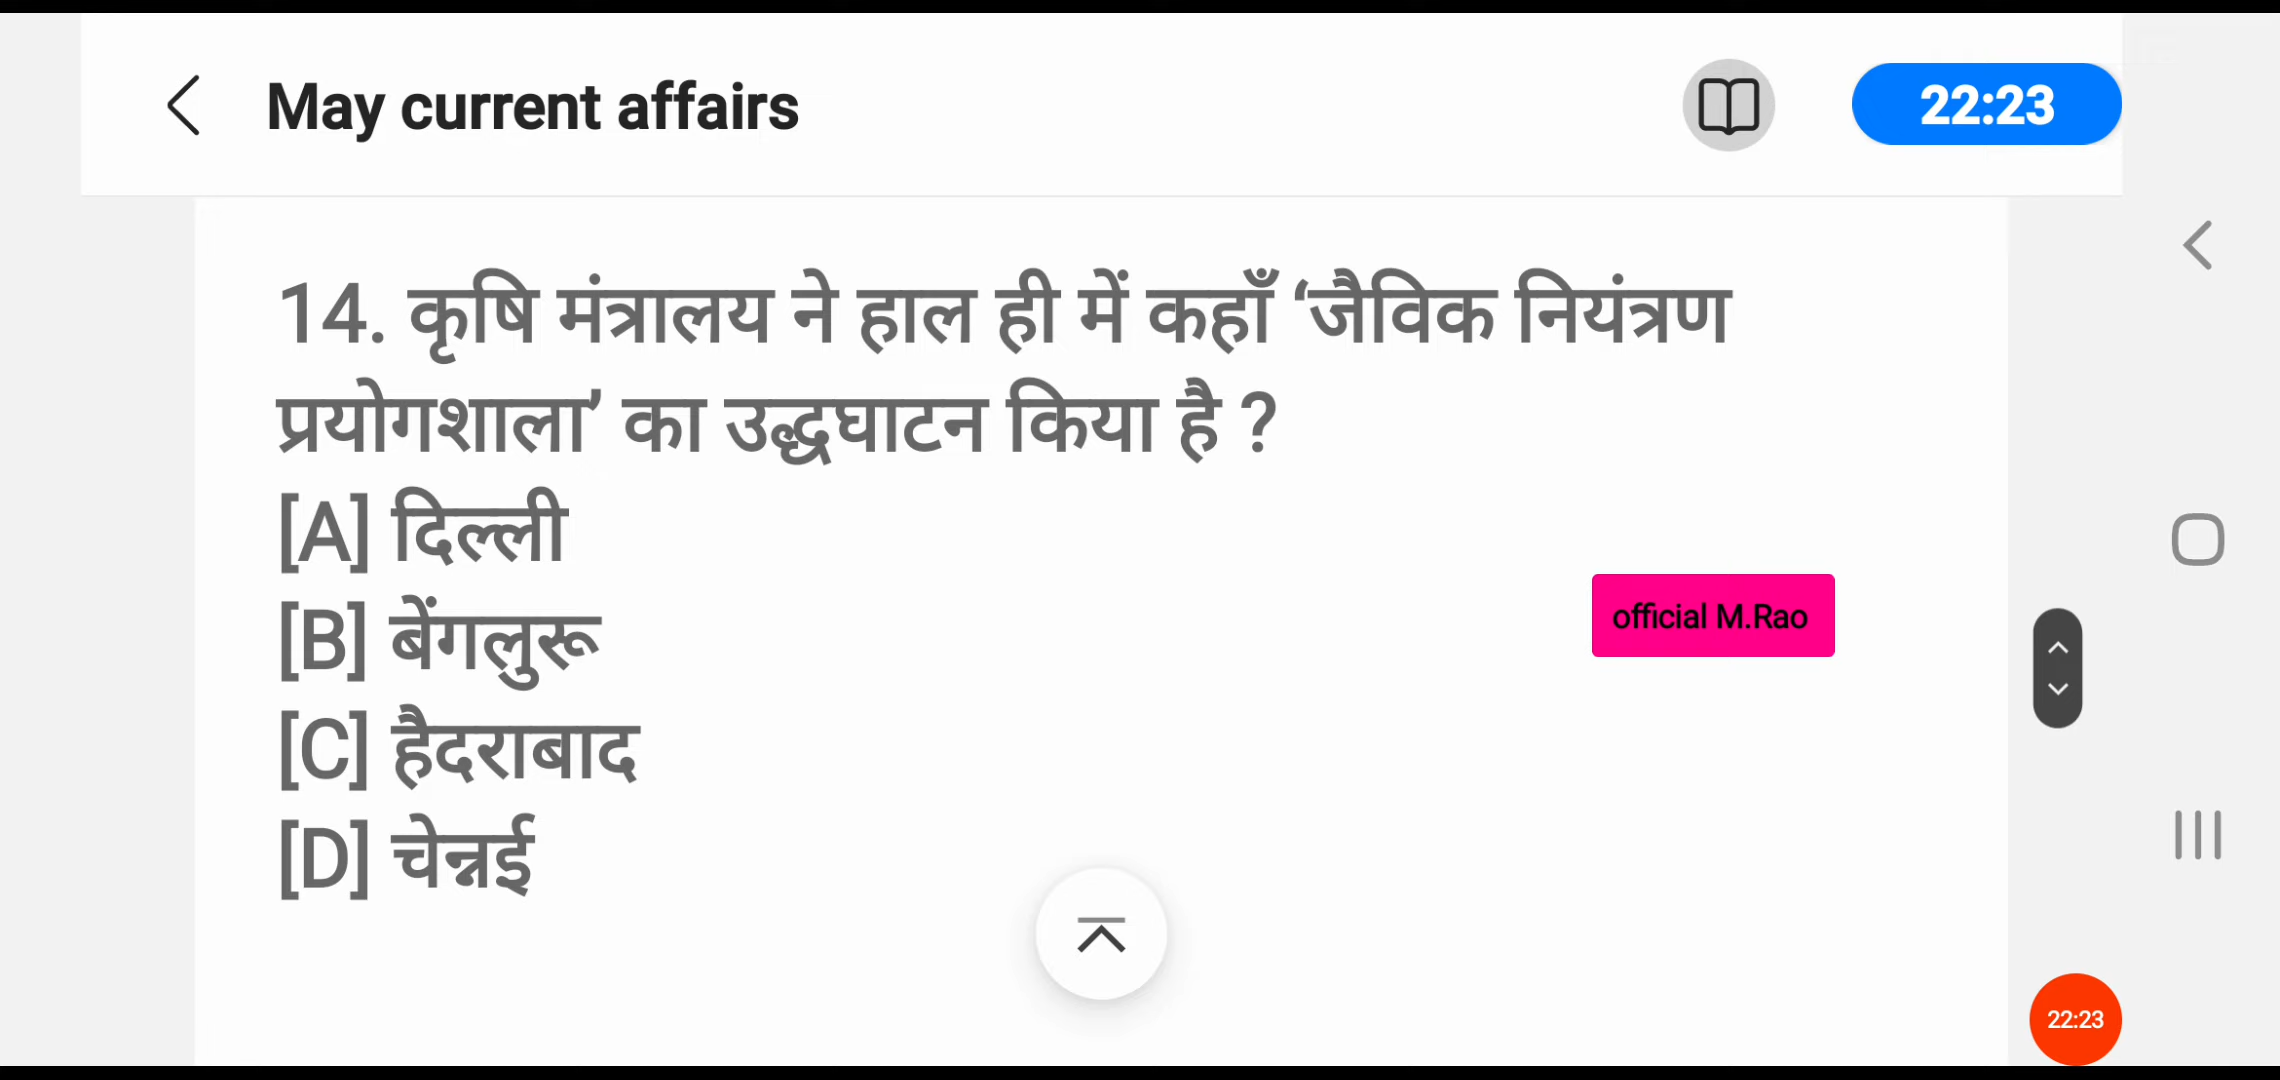 May current affairs
22:23
14. कृषि मंत्रालय ने हाल ही में कहाँ ‘जैविक नियंत्रण
प्रयोगशाला’ का उद्धघाटन किया है ?
[A] दिल्ली
[B] बेंगलुरू
official M.Rao
[C] हैदराबाद
[D] चेन्नई
22:23